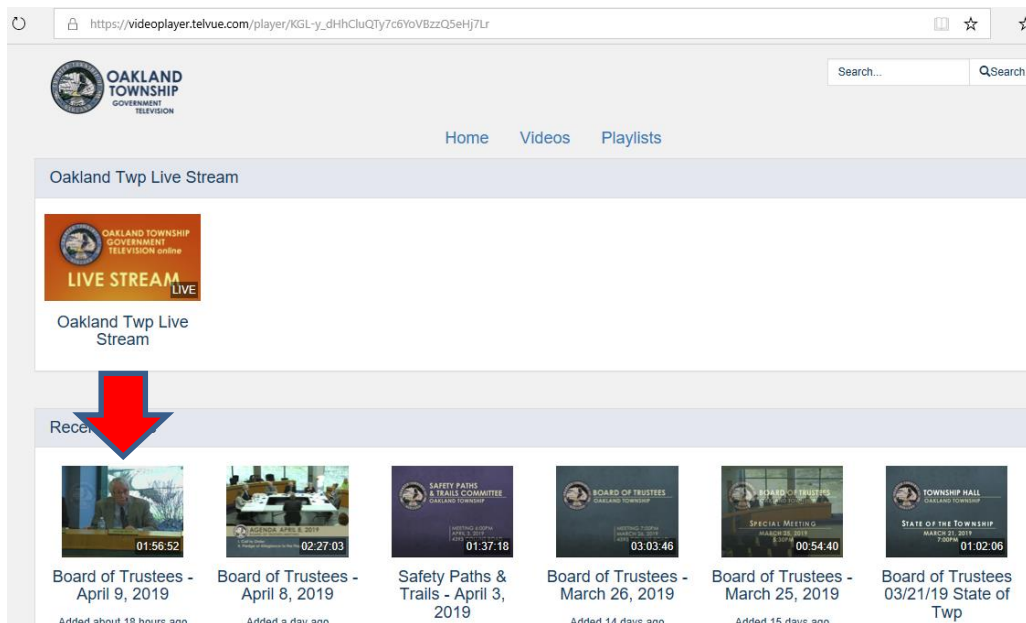 https://videoplayer.telvue.com/player/KGL-y_dHhCluQTy7c6YoVBzzQ5eHj7Lr
OAKLAND
TOWNSHIP
GOVERNMENT
TELEVISION
Search...
Search
Home Videos Playlists
Oakland Twp Live Stream
OAKLAND TOWNSHIP
GOVERNMENT
TELEVISION online
LIVE STREAM
LIVE
Oakland Twp Live
Stream
01:56:52
Board of Trustees -
April 9, 2019
Added about 18 hours ago
AGENDA APRIL 8, 2019
02:27:03
Board of Trustees -
April 8, 2019
Added a day ago
SAFETY PATHS
& TRAILS COMMITTEE
OAKLAND TOWNSHIP
01:37:18
Safety Paths &
Trails - April 3,
2019
BOARD OF TRUSTEES
OAKLAND TOWNSHIP
03:03:46
Board of Trustees -
March 26, 2019
Added 14 days ago
BOARD OF TRUSTEES
OAKLAND TOWNSHIP
SPECIAL MEETING
MARCH 25, 2019
00:54:40
Board of Trustees -
March 25, 2019
Added 15 days ago
TOWNSHIP HALL
OAKLAND TOWNSHIP
STATE OF THE TOWNSHIP
MARCH 21, 2019
7:00PM
01:02:06
Board of Trustees
03/21/19 State of
Twp